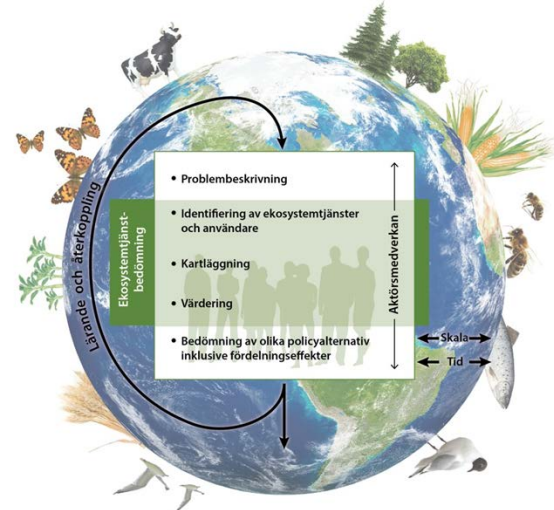 • Problembeskrivning
• Identifiering av ekosystemtjänster
och användare
• Kartläggning
• Värdering
• Bedömning av olika policyalternativ
inklusive fördelningseffekter
Ekosystemtjänst-
bedömning
Lärande och återkoppling
Aktörsmedverkan
Skala
Tid